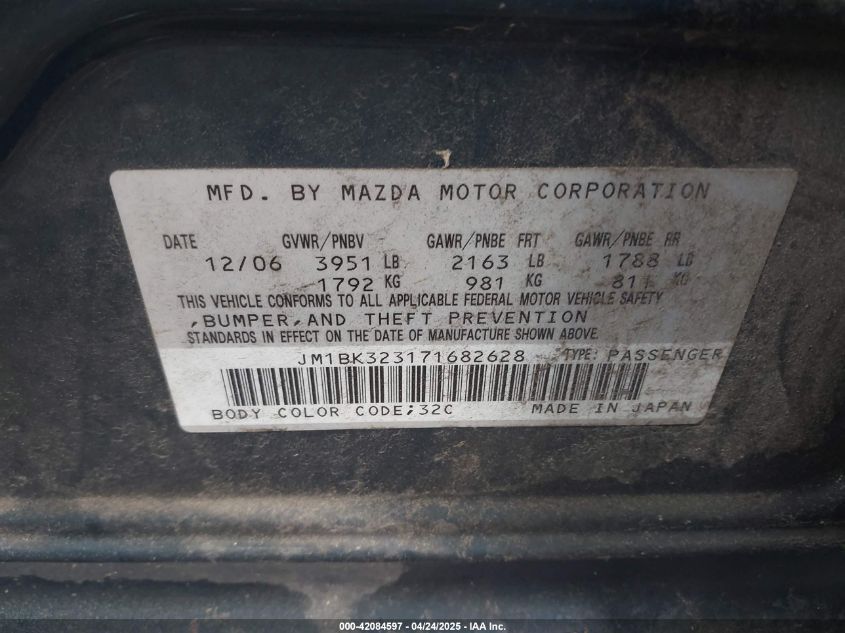 MFD. BY MAZDA MOTOR CORPORATION
DATE GVWR/PNBV GAWR/PNBE FRT GAWR/PNBE RR
12/06 3951 LB 2163 LB 1788 LB
1792 KG 981 KG 811 KG
THIS VEHICLE CONFORMS TO ALL APPLICABLE FEDERAL MOTOR VEHICLE SAFETY
,BUMPER,AND THEFT PREVENTION
STANDARDS IN EFFECT ON THE DATE OF MANUFACTURE SHOWN ABOVE.
JM1BK323171682628 TYPE: PASSENGER
BODY COLOR CODE;32C MADE IN JAPAN
000-42084597 - 04/24/2025 - IAA Inc.